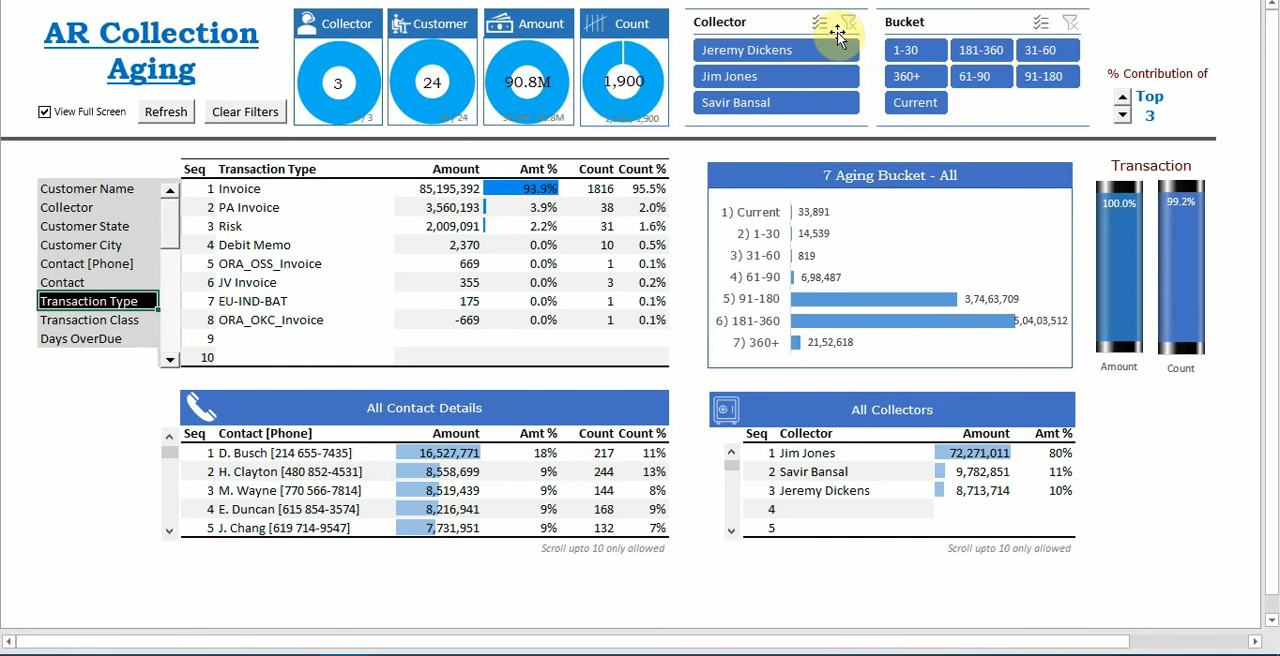 AR Collection
Aging
View Full Screen
Refresh
Clear Filters
Collector
3
/ 3
Customer
24
/ 24
Amount
90.8M
Count
1,900
Collector
Jeremy Dickens
Jim Jones
Savir Bansal
Bucket
1-30 181-360 31-60
360+ 61-90 91-180
Current
% Contribution of
Top
3
Customer Name
Collector
Customer State
Customer City
Contact [Phone]
Contact
Transaction Type
Transaction Class
Days OverDue
Seq Transaction Type Amount Amt % Count Count %
1 Invoice 85,195,392 93.9% 1816 95.5%
2 PA Invoice 3,560,193 3.9% 38 2.0%
3 Risk 2,009,091 2.2% 31 1.6%
4 Debit Memo 2,370 0.0% 10 0.5%
5 ORA_OSS_Invoice 669 0.0% 1 0.1%
6 JV Invoice 355 0.0% 3 0.2%
7 EU-IND-BAT 175 0.0% 1 0.1%
8 ORA_OKC_Invoice -669 0.0% 1 0.1%
9
10
7 Aging Bucket - All
1) Current 33,891
2) 1-30 14,539
3) 31-60 819
4) 61-90 6,98,487
5) 91-180 3,74,63,709
6) 181-360 5,04,03,512
7) 360+ 21,52,618
Transaction
100.0% 99.2%
Amount Count
All Contact Details
Seq Contact [Phone] Amount Amt % Count Count %
1 D. Busch [214 655-7435] 16,527,771 18% 217 11%
2 H. Clayton [480 852-4531] 8,558,699 9% 244 13%
3 M. Wayne [770 566-7814] 8,519,439 9% 144 8%
4 E. Duncan [615 854-3574] 8,216,941 9% 168 9%
5 J. Chang [619 714-9547] 7,731,951 9% 132 7%
Scroll upto 10 only allowed
All Collectors
Seq Collector Amount Amt %
1 Jim Jones 72,271,011 80%
2 Savir Bansal 9,782,851 11%
3 Jeremy Dickens 8,713,714 10%
4
5
Scroll upto 10 only allowed